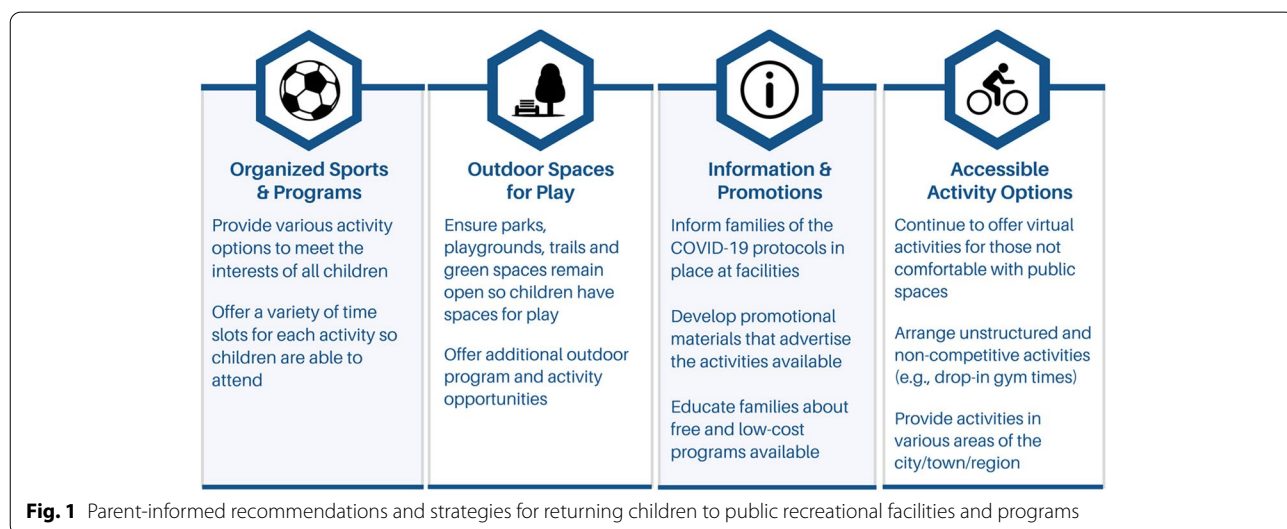 Organized Sports
& Programs
Provide various activity
options to meet the
interests of all children
Offer a variety of time
slots for each activity so
children are able to
attend
Outdoor Spaces
for Play
Ensure parks,
playgrounds, trails and
green spaces remain
open so children have
spaces for play
Offer additional outdoor
program and activity
opportunities
Information &
Promotions
Inform families of the
COVID-19 protocols in
place at facilities
Develop promotional
materials that advertise
the activities available
Educate families about
free and low-cost
programs available
Accessible
Activity Options
Continue to offer virtual
activities for those not
comfortable with public
spaces
Arrange unstructured and
non-competitive activities
(e.g., drop-in gym times)
Provide activities in
various areas of the
city/town/region
Fig. 1 Parent-informed recommendations and strategies for returning children to public recreational facilities and programs